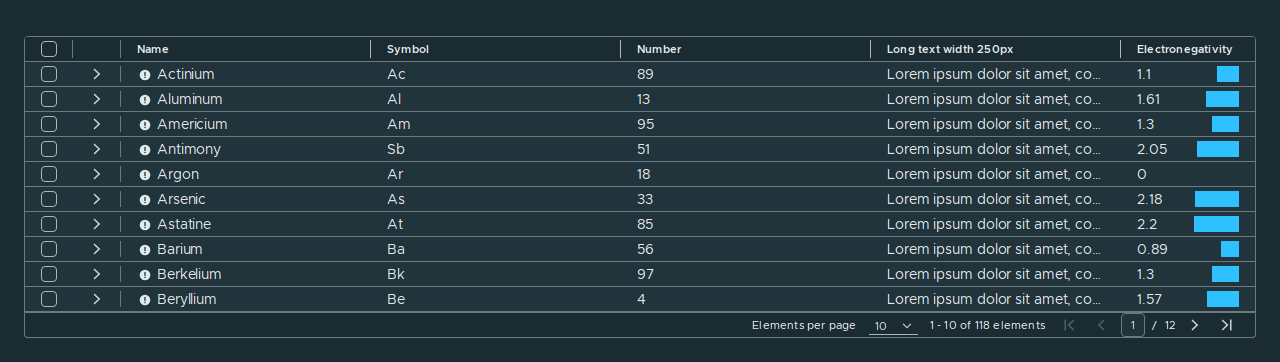 Name Symbol Number Long text width 250px Electronegativity
Actinium Ac 89 Lorem ipsum dolor sit amet, co... 1.1
Aluminum Al 13 Lorem ipsum dolor sit amet, co... 1.61
Americium Am 95 Lorem ipsum dolor sit amet, co... 1.3
Antimony Sb 51 Lorem ipsum dolor sit amet, co... 2.05
Argon Ar 18 Lorem ipsum dolor sit amet, co... 0
Arsenic As 33 Lorem ipsum dolor sit amet, co... 2.18
Astatine At 85 Lorem ipsum dolor sit amet, co... 2.2
Barium Ba 56 Lorem ipsum dolor sit amet, co... 0.89
Berkelium Bk 97 Lorem ipsum dolor sit amet, co... 1.3
Beryllium Be 4 Lorem ipsum dolor sit amet, co... 1.57
Elements per page 10 1 - 10 of 118 elements 1 / 12